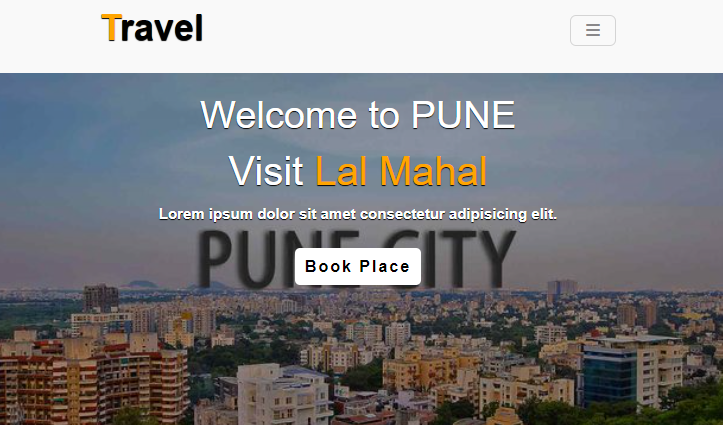 Travel
Welcome to PUNE
Visit Lal Mahal
Lorem ipsum dolor sit amet consectetur adipisicing elit.
PUNE CITY
Book Place